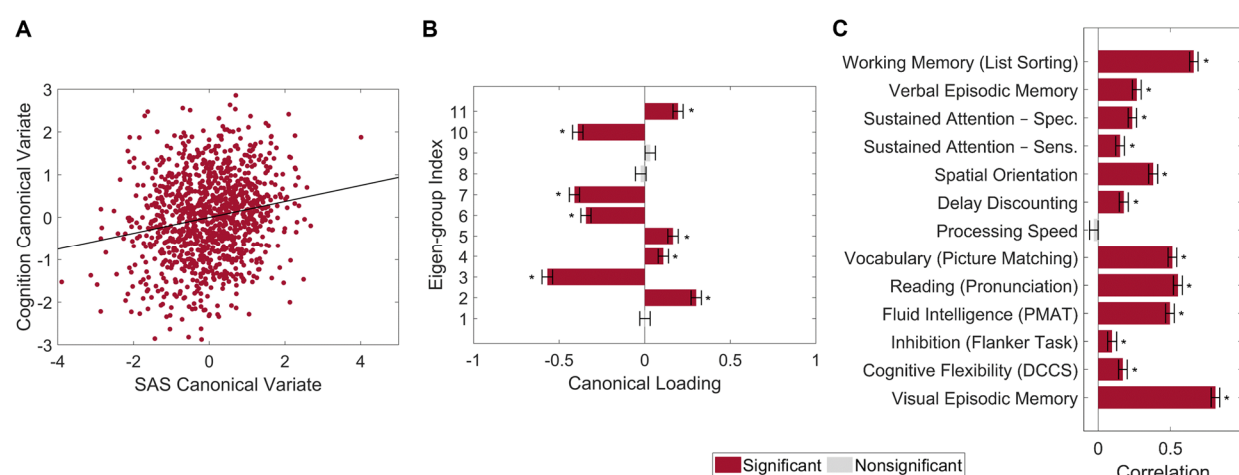 A
Cognition Canonical Variate
3
2
1
0
-1
-2
-3
-4
-2
0
2
4
SAS Canonical Variate
B
Eigen-group Index
11
10
9
8
7
6
5
4
3
2
1
* * * * * * * *
-1
-0.5
0
0.5
1
Canonical Loading
C
Working Memory (List Sorting) *
Verbal Episodic Memory *
Sustained Attention – Spec. *
Sustained Attention – Sens. *
Spatial Orientation *
Delay Discounting *
Processing Speed
Vocabulary (Picture Matching) *
Reading (Pronunciation) *
Fluid Intelligence (PMAT) *
Inhibition (Flanker Task) *
Cognitive Flexibility (DCCS) *
Visual Episodic Memory *
0
0.5
Correlation
Significant
Nonsignificant